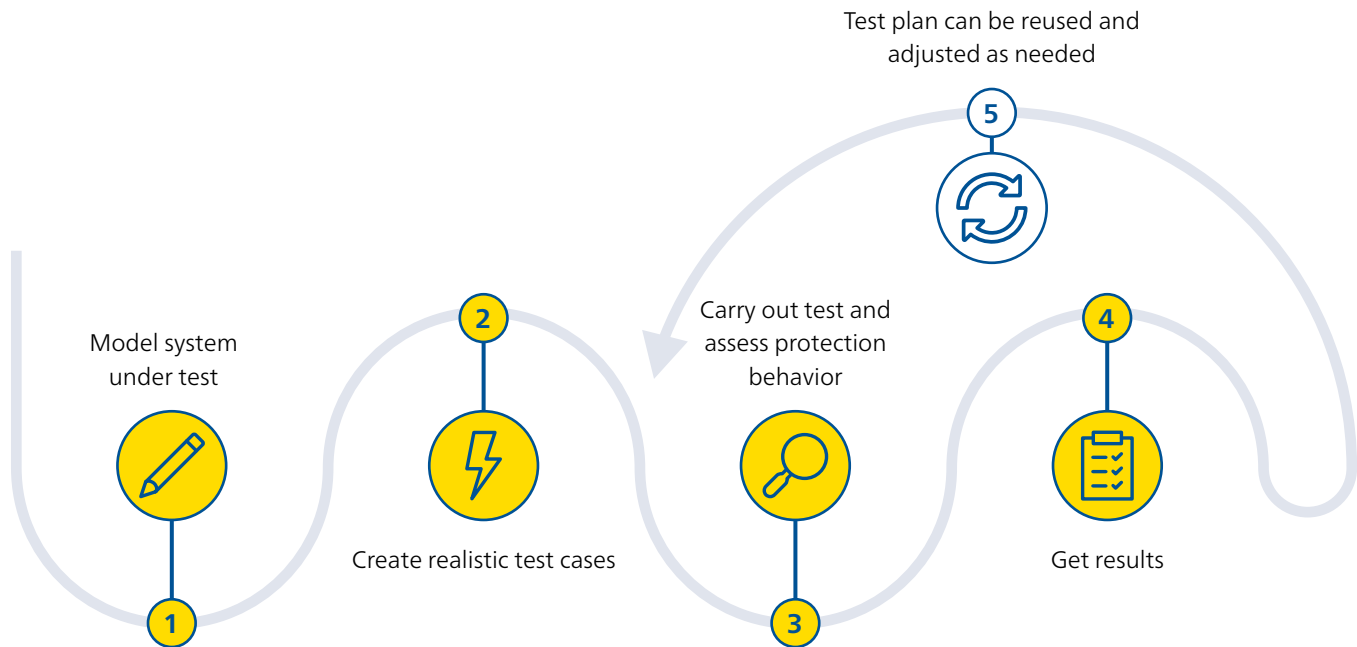 1
Model system
under test
2
Create realistic test cases
3
Carry out test and
assess protection
behavior
4
Get results
5
Test plan can be reused and
adjusted as needed